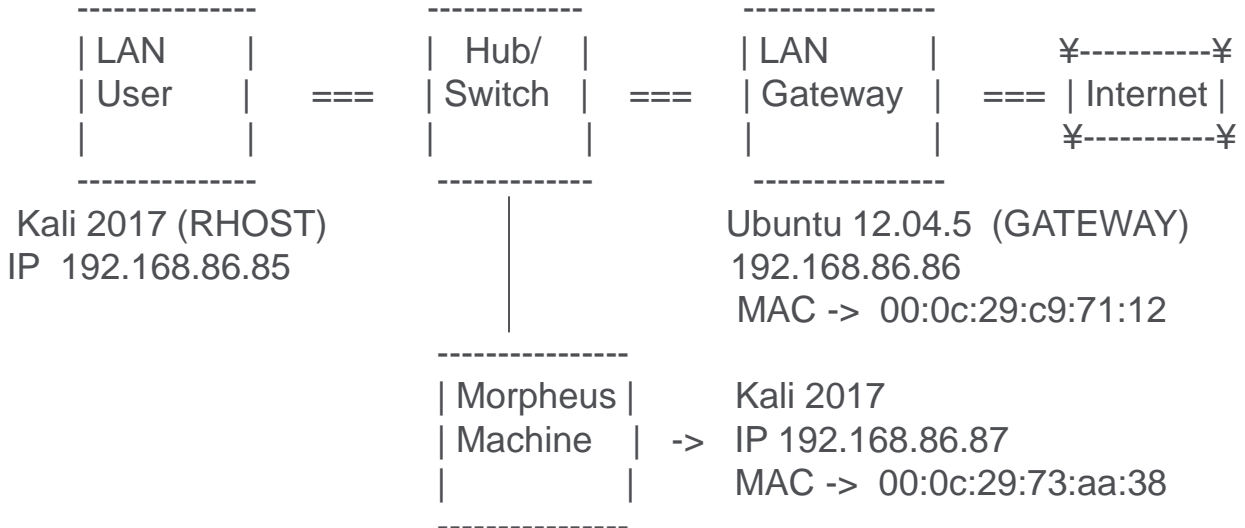 ---------------          -------------          ----------------
| LAN       |          |   Hub/   |          | LAN           |          ¥-----------¥
| User       |   ===   | Switch   |   ===   | Gateway   |   ===  | Internet |
|               |          |              |          |                  |          ¥-----------¥
---------------          -------------          ----------------
Kali 2017 (RHOST)          Ubuntu 12.04.5  (GATEWAY)
IP  192.168.86.85          192.168.86.86
MAC ->  00:0c:29:c9:71:12
----------------
| Morpheus |          Kali 2017
| Machine    |   ->   IP 192.168.86.87
|                |          MAC ->  00:0c:29:73:aa:38
----------------